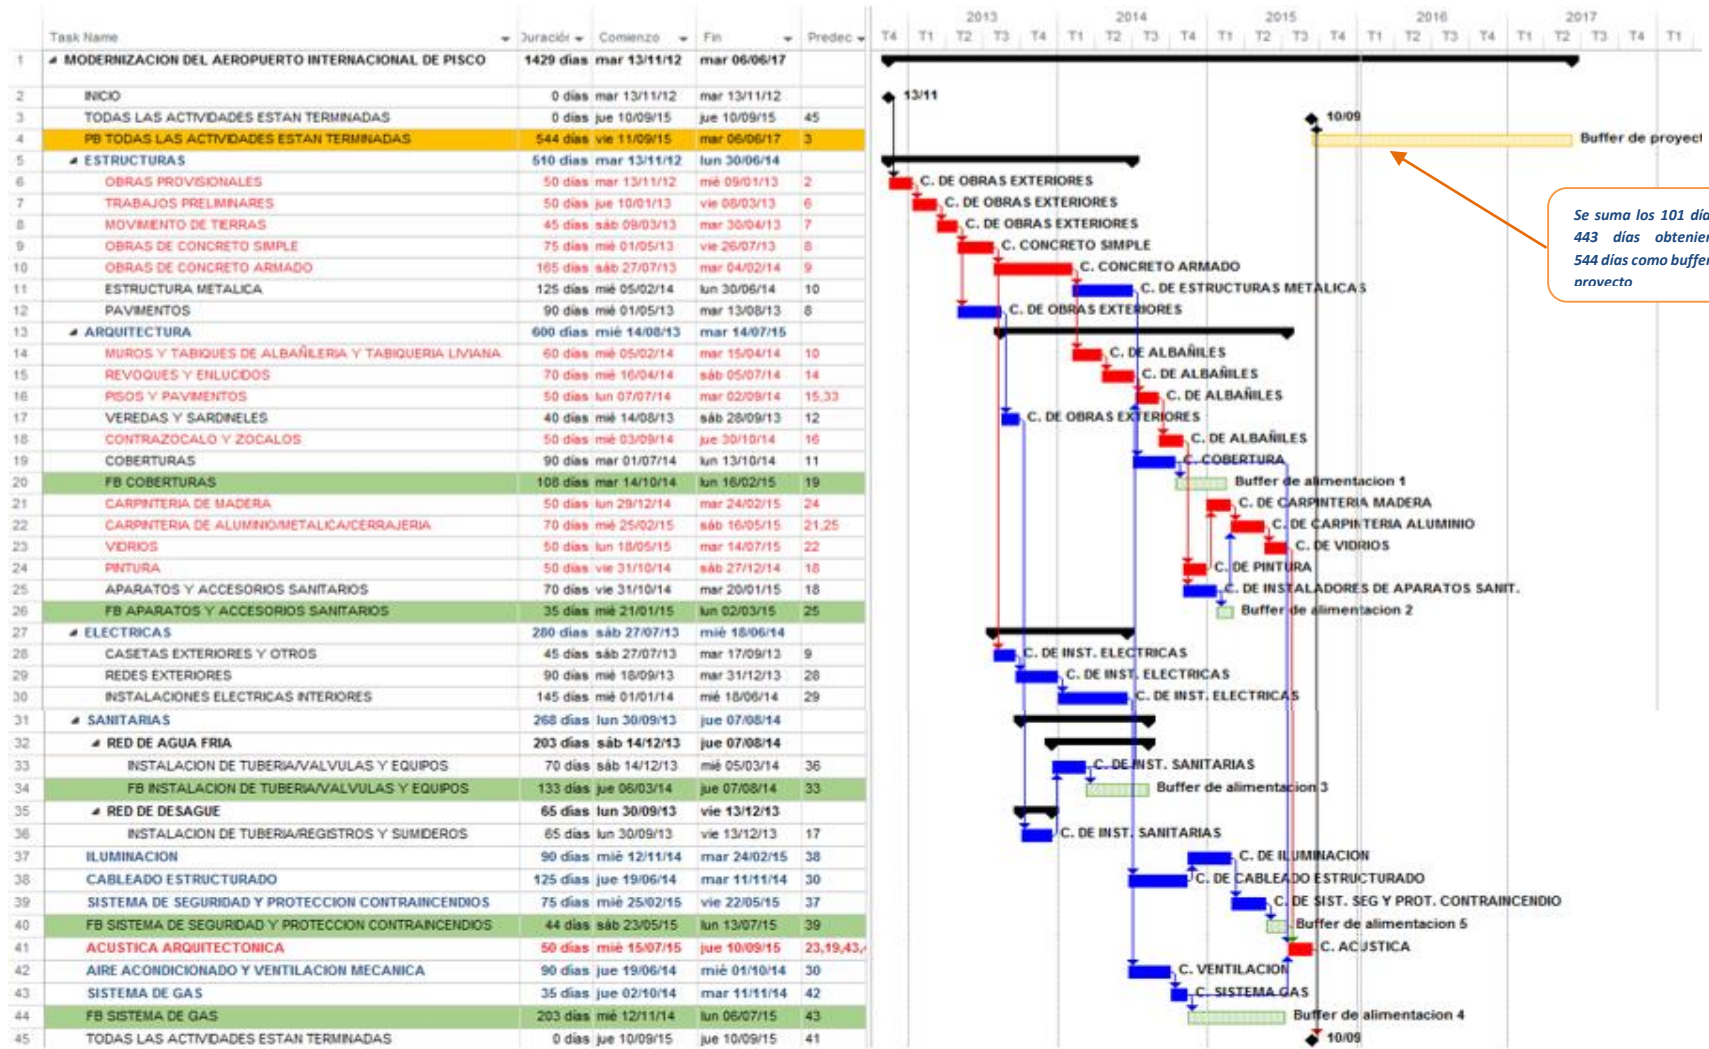 2013 2014 2015 2016 2017
Task Name Duración Comienzo Fin Predec T4 T1 T2 T3 T4 T1 T2 T3 T4 T1 T2 T3 T4 T1 T2 T3 T4 T1 T2 T3 T4 T1
1 MODERNIZACION DEL AEROPUERTO INTERNACIONAL DE PISCO 1429 días mar 13/11/12 mar 06/06/17
2 INICIO 0 días mar 13/11/12 mar 13/11/12 13/11
3 TODAS LAS ACTIVIDADES ESTAN TERMINADAS 0 días jue 10/09/15 jue 10/09/15 45 10/09
4 PB TODAS LAS ACTIVIDADES ESTAN TERMINADAS 544 días vie 11/09/15 mar 06/06/17 3 Buffer de proyect
5 ESTRUCTURAS 510 días mar 13/11/12 lun 30/06/14
6 OBRAS PROVISIONALES 50 días mar 13/11/12 mié 09/01/13 2 C. DE OBRAS EXTERIORES
7 TRABAJOS PRELIMINARES 50 días jue 10/01/13 vie 08/03/13 6 C. DE OBRAS EXTERIORES
8 MOVIMIENTO DE TIERRAS 45 días sáb 09/03/13 mar 30/04/13 7 C. DE OBRAS EXTERIORES
9 OBRAS DE CONCRETO SIMPLE 75 días mié 01/05/13 vie 26/07/13 8 C. CONCRETO SIMPLE
10 OBRAS DE CONCRETO ARMADO 165 días sáb 27/07/13 mar 04/02/14 9 C. CONCRETO ARMADO
11 ESTRUCTURA METALICA 125 días mié 05/02/14 lun 30/06/14 10 C. DE ESTRUCTURAS METALICAS
12 PAVIMENTOS 90 días mié 01/05/13 mar 13/08/13 8 C. DE OBRAS EXTERIORES
Se suma los 101 día
443 días obtenier
544 días como buffer
proyecto
13 ARQUITECTURA 600 días mié 14/08/13 mar 14/07/15
14 MUROS Y TABIQUES DE ALBAÑILERIA Y TABIQUERIA LIVIANA 60 días mié 05/02/14 mar 15/04/14 10 C. DE ALBAÑILES
15 REVOQUES Y ENLUCIDOS 70 días mié 16/04/14 sáb 05/07/14 14 C. DE ALBAÑILES
16 PISOS Y PAVIMENTOS 50 días lun 07/07/14 mar 02/09/14 15,33 C. DE ALBAÑILES
17 VEREDAS Y SARDINELES 40 días mié 14/08/13 sáb 28/09/13 12 C. DE OBRAS EXTERIORES
18 CONTRAZOCALO Y ZOCALOS 50 días mié 03/09/14 jue 30/10/14 16 C. DE ALBAÑILES
19 COBERTURAS 90 días mar 01/07/14 lun 13/10/14 11 C. COBERTURA
20 FB COBERTURAS 108 días mar 14/10/14 lun 16/02/15 19 Buffer de alimentacion 1
21 CARPINTERIA DE MADERA 50 días lun 29/12/14 mar 24/02/15 24 C. DE CARPINTERIA MADERA
22 CARPINTERIA DE ALUMINIO/METALICA/CERRAJERIA 70 días mié 25/02/15 sáb 16/05/15 21,25 C. DE CARPINTERIA ALUMINIO
23 VIDRIOS 50 días lun 18/05/15 mar 14/07/15 22 C. DE VIDRIOS
24 PINTURA 50 días vie 31/10/14 sáb 27/12/14 18 C. DE PINTURA
25 APARATOS Y ACCESORIOS SANITARIOS 70 días vie 31/10/14 mar 20/01/15 18 C. DE INSTALADORES DE APARATOS SANIT.
26 FB APARATOS Y ACCESORIOS SANITARIOS 35 días mié 21/01/15 lun 02/03/15 25 Buffer de alimentacion 2
27 ELECTRICAS 280 días sáb 27/07/13 mié 18/06/14
28 CASETAS EXTERIORES Y OTROS 45 días sáb 27/07/13 mar 17/09/13 9 C. DE INST. ELECTRICAS
29 REDES EXTERIORES 90 días mié 18/09/13 mar 31/12/13 28 C. DE INST. ELECTRICAS
30 INSTALACIONES ELECTRICAS INTERIORES 145 días mié 01/01/14 mié 18/06/14 29 C. DE INST. ELECTRICAS
31 SANITARIAS 268 días lun 30/09/13 jue 07/08/14
32 RED DE AGUA FRIA 203 días sáb 14/12/13 jue 07/08/14
33 INSTALACION DE TUBERIA/VALVULAS Y EQUIPOS 70 días sáb 14/12/13 mié 05/03/14 36 C. DE INST. SANITARIAS
34 FB INSTALACION DE TUBERIA/VALVULAS Y EQUIPOS 133 días jue 06/03/14 jue 07/08/14 33 Buffer de alimentacion 3
35 RED DE DESAGUE 65 días lun 30/09/13 vie 13/12/13
36 INSTALACION DE TUBERIA/REGISTROS Y SUMIDEROS 65 días lun 30/09/13 vie 13/12/13 17 C. DE INST. SANITARIAS
37 ILUMINACION 90 días mié 12/11/14 mar 24/02/15 38 C. DE ILUMINACION
38 CABLEADO ESTRUCTURADO 125 días jue 19/06/14 mar 11/11/14 30 C. DE CABLEADO ESTRUCTURADO
39 SISTEMA DE SEGURIDAD Y PROTECCION CONTRAINCENDIOS 75 días mié 25/02/15 vie 22/05/15 37 C. DE SIST. SEG Y PROT. CONTRAINCENDIO
40 FB SISTEMA DE SEGURIDAD Y PROTECCION CONTRAINCENDIOS 44 días sáb 23/05/15 lun 13/07/15 39 Buffer de alimentacion 5
41 ACUSTICA ARQUITECTONICA 50 días mié 15/07/15 jue 10/09/15 23,19,43,4 C. ACUSTICA
42 AIRE ACONDICIONADO Y VENTILACION MECANICA 90 días jue 19/06/14 mié 01/10/14 30 C. VENTILACION
43 SISTEMA DE GAS 35 días jue 02/10/14 mar 11/11/14 42 C. SISTEMA GAS
44 FB SISTEMA DE GAS 203 días mié 12/11/14 lun 06/07/15 43 Buffer de alimentacion 4
45 TODAS LAS ACTIVIDADES ESTAN TERMINADAS 0 días jue 10/09/15 jue 10/09/15 41 10/09